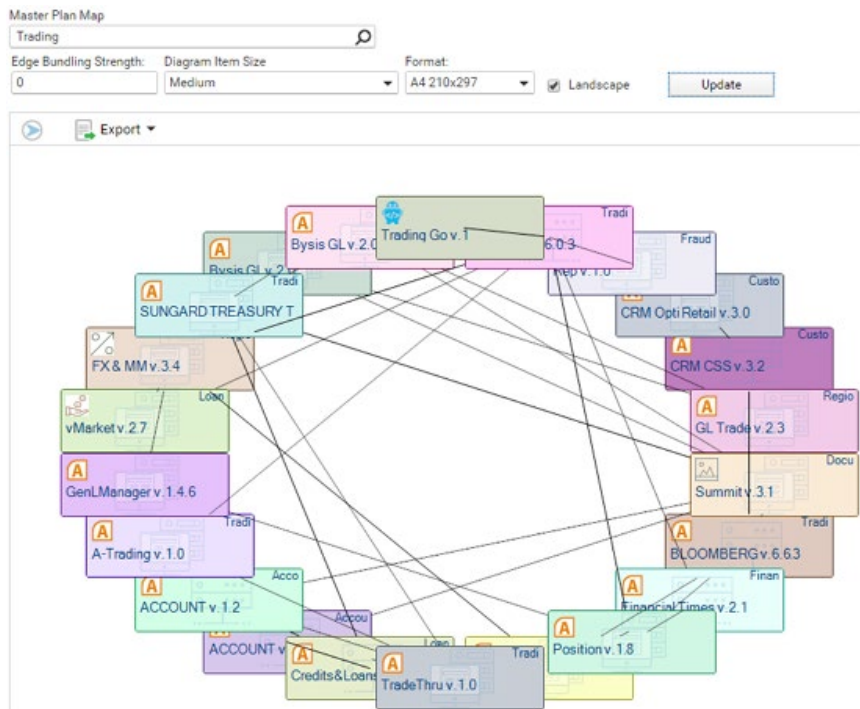 Master Plan Map
Trading
Edge Bundling Strength: Diagram Item Size Format:
0 Medium A4 210x297 Landscape Update
Export
Tradi
Trading Go v.1
Bysis GL v.2.0
6.0.3
Fraud
Bysis GL v.2.0
Rep v.1.0
Tradi
Custo
SUNGARD TREASURY T
CRM Opti Retail v.3.0
Custo
FX & MM v.3.4
CRM CSS v.3.2
Loan
Regio
vMarket v.2.7
GL Trade v.2.3
Docu
GenLManager v.1.4.6
Summit v.3.1
Tradi
Tradi
A-Trading v.1.0
BLOOMBERG v.6.6.3
Acco
Finan
ACCOUNT v.1.2
Financial Times v.2.1
Accou
ACCOUNT v
Position v.1.8
Loan
Tradi
Credits&Loans
TradeThru v.1.0